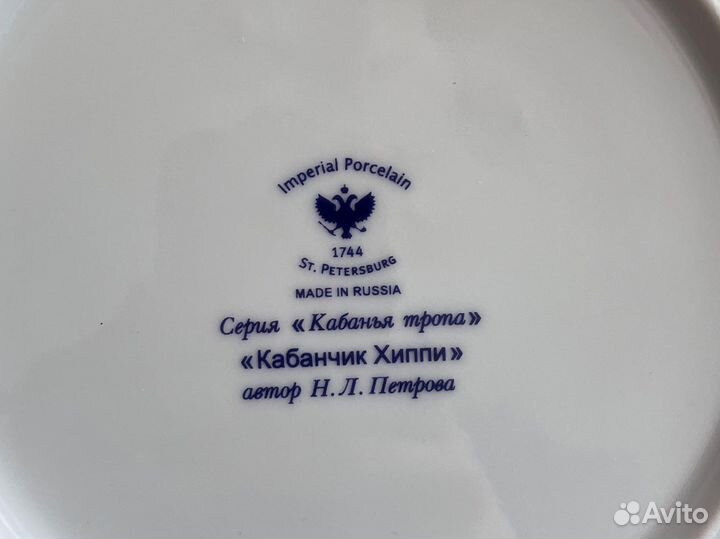 Imperial Porcelain
1744
ST. PETERSBURG
MADE IN RUSSIA
Серия «Кабанья тропа»
«Кабанчик Хиппи»
автор Н.Л.Петрова
Avito